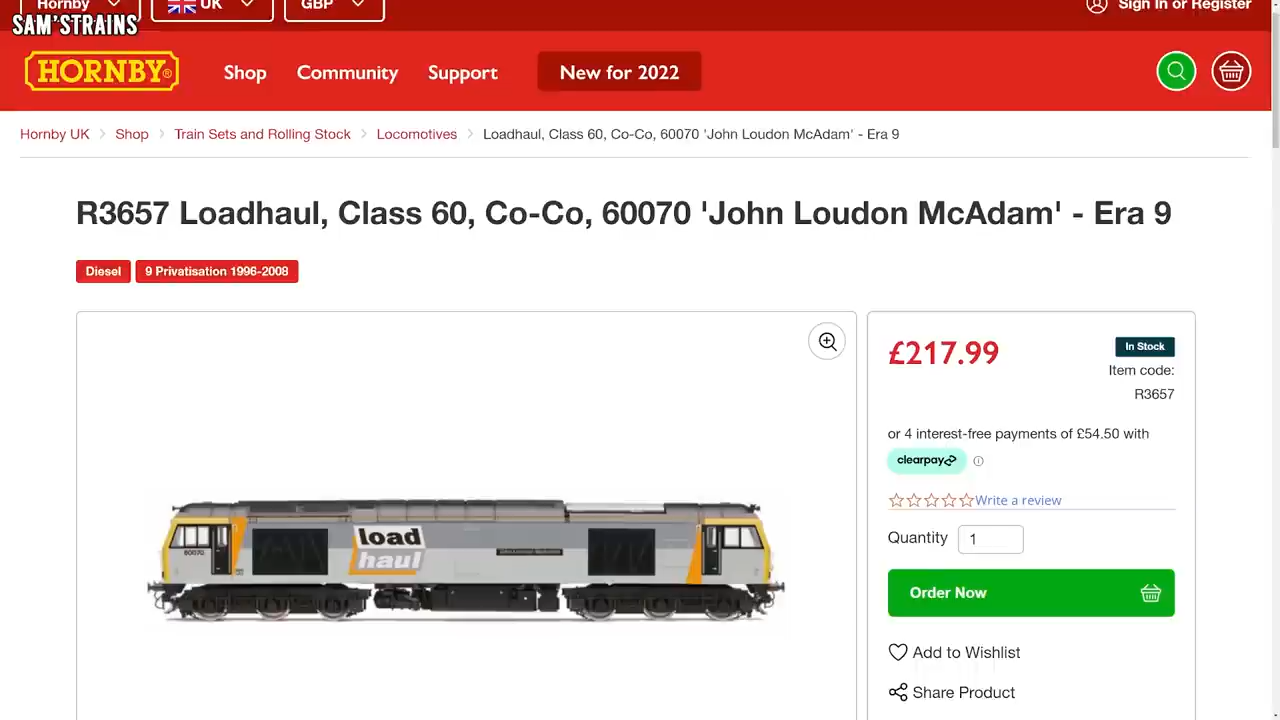 Hornby
UK
GBP
Sign In or Register
SAM'STRAINS
HORNBY®
Shop
Community
Support
New for 2022
Hornby UK > Shop > Train Sets and Rolling Stock > Locomotives > Loadhaul, Class 60, Co-Co, 60070 'John Loudon McAdam' - Era 9
R3657 Loadhaul, Class 60, Co-Co, 60070 'John Loudon McAdam' - Era 9
Diesel
9 Privatisation 1996-2008
£217.99
In Stock
Item code:
R3657
or 4 interest-free payments of £54.50 with
clearpay
Write a review
Quantity
1
Order Now
Add to Wishlist
Share Product
60070
load
haul